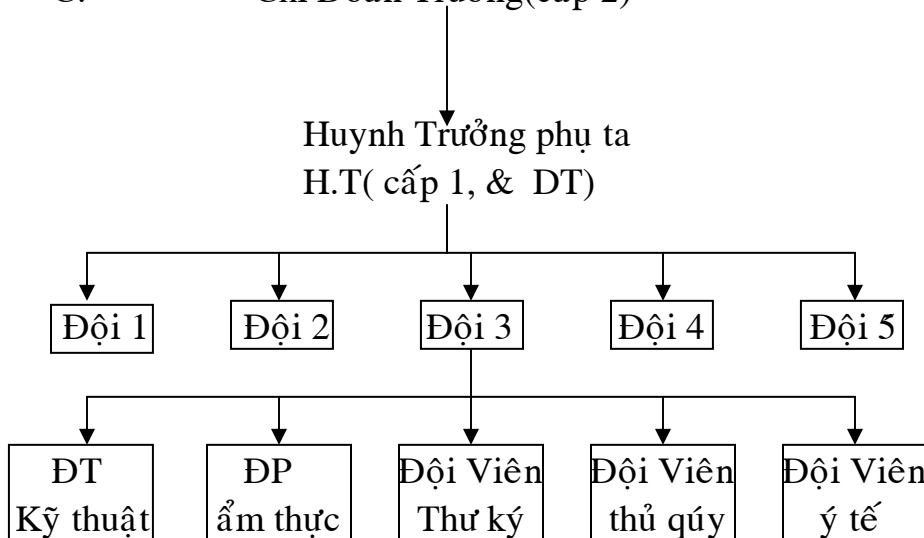 Huynh Trưởng phụ ta
H.T( cấp 1, & DT)
Đội 1 Đội 2 Đội 3 Đội 4 Đội 5
ĐT ĐP Đội Viên Đội Viên Đội Viên
Kỹ thuật ẩm thực Thư ký thủ qúy ý tế